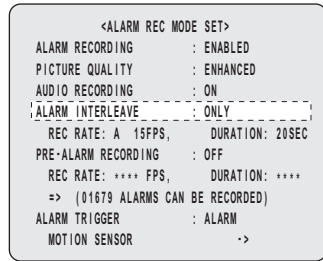 <ALARM REC MODE SET>
ALARM RECORDING : ENABLED
PICTURE QUALITY : ENHANCED
AUDIO RECORDING : ON
ALARM INTERLEAVE : ONLY
REC RATE: A 15FPS, DURATION: 20SEC
PRE-ALARM RECORDING : OFF
REC RATE: **** FPS, DURATION: ****
=> (01679 ALARMS CAN BE RECORDED)
ALARM TRIGGER : ALARM
MOTION SENSOR ->